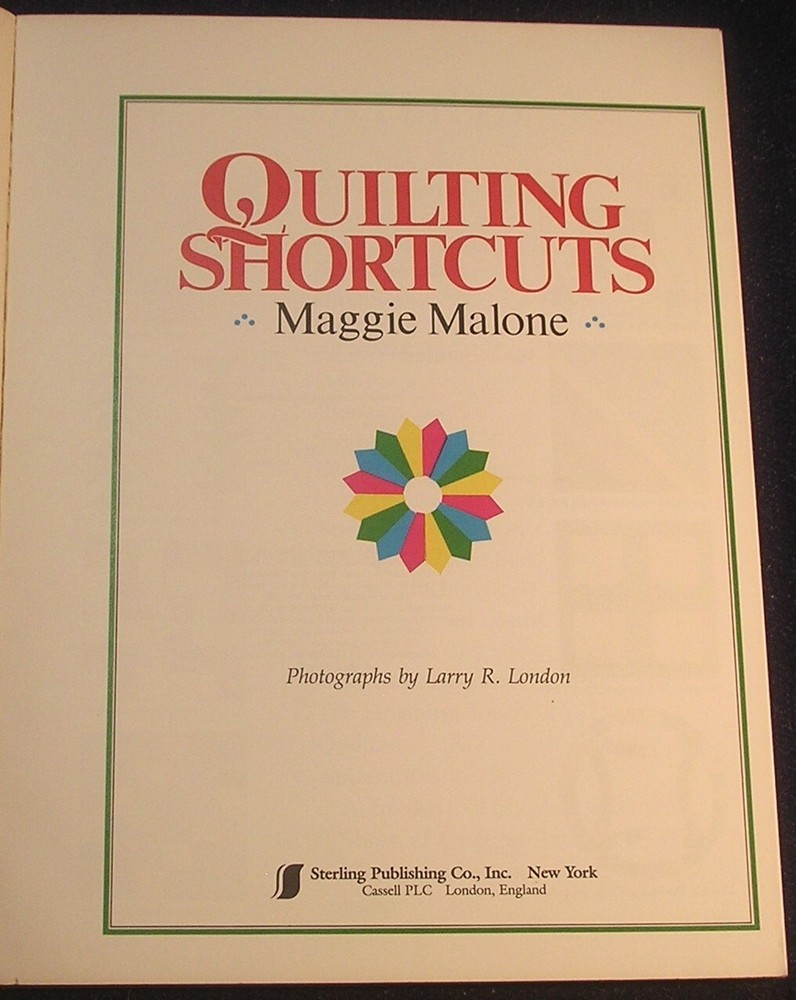 QUILTING
SHORTCUTS
Maggie Malone
Photographs by Larry R. London
Sterling Publishing Co., Inc. New York
Cassell PLC London, England